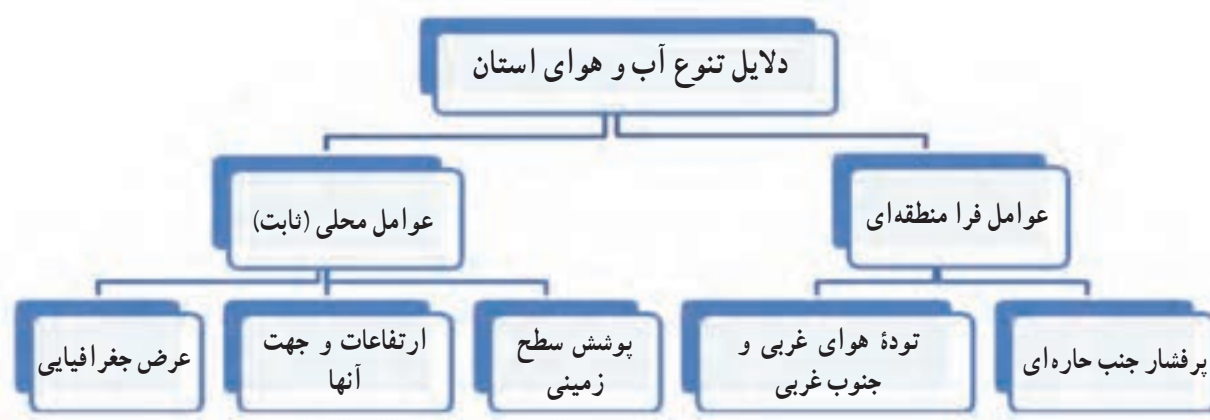 دلایل تنوع آب و هوای استان
عوامل فرا منطقه‌ای
عوامل محلی (ثابت)
پرفشار جنب حاره‌ای
تودهٔ هوای غربی و
جنوب غربی
پوشش سطح
زمینی
ارتفاعات و جهت
آنها
عرض جغرافیایی